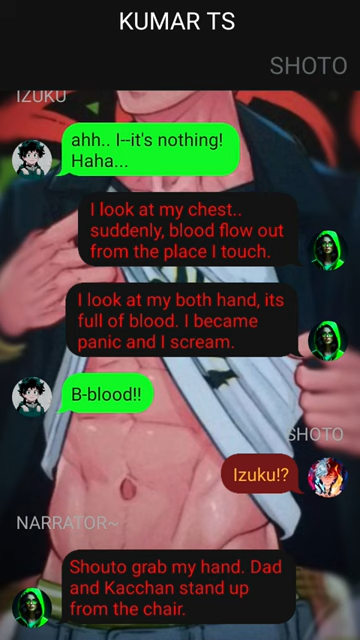 KUMAR TS
SHOTO
IZUKU
ahh.. I--it's nothing!
Haha...
I look at my chest..
suddenly, blood flow out
from the place I touch.
I look at my both hand, its
full of blood. I became
panic and I scream.
B-blood!!
SHOTO
Izuku!?
NARRATOR~
Shouto grab my hand. Dad
and Kacchan stand up
from the chair.